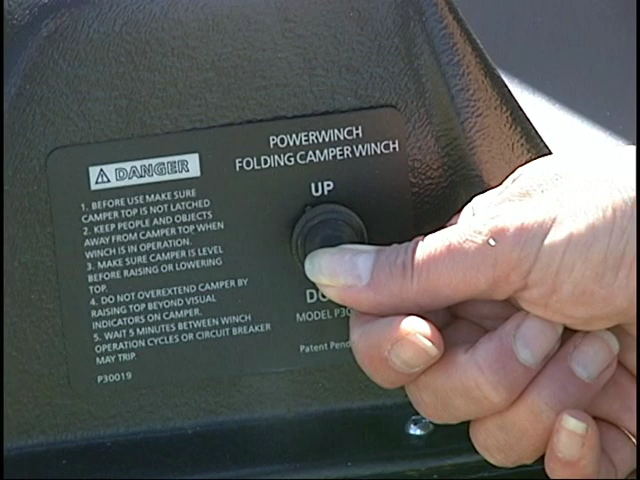 POWERWINCH
FOLDING CAMPER WINCH
UP
DANGER
1. BEFORE USE MAKE SURE
CAMPER TOP IS NOT LATCHED
2. KEEP PEOPLE AND OBJECTS
AWAY FROM CAMPER TOP WHEN
WINCH IS IN OPERATION.
3. MAKE SURE CAMPER IS LEVEL
BEFORE RAISING OR LOWERING
TOP.
4. DO NOT OVEREXTEND CAMPER BY
RAISING TOP BEYOND VISUAL
INDICATORS ON CAMPER.
5. WAIT 5 MINUTES BETWEEN WINCH
OPERATION CYCLES OR CIRCUIT BREAKER
MAY TRIP.
P30019
MODEL
Patent